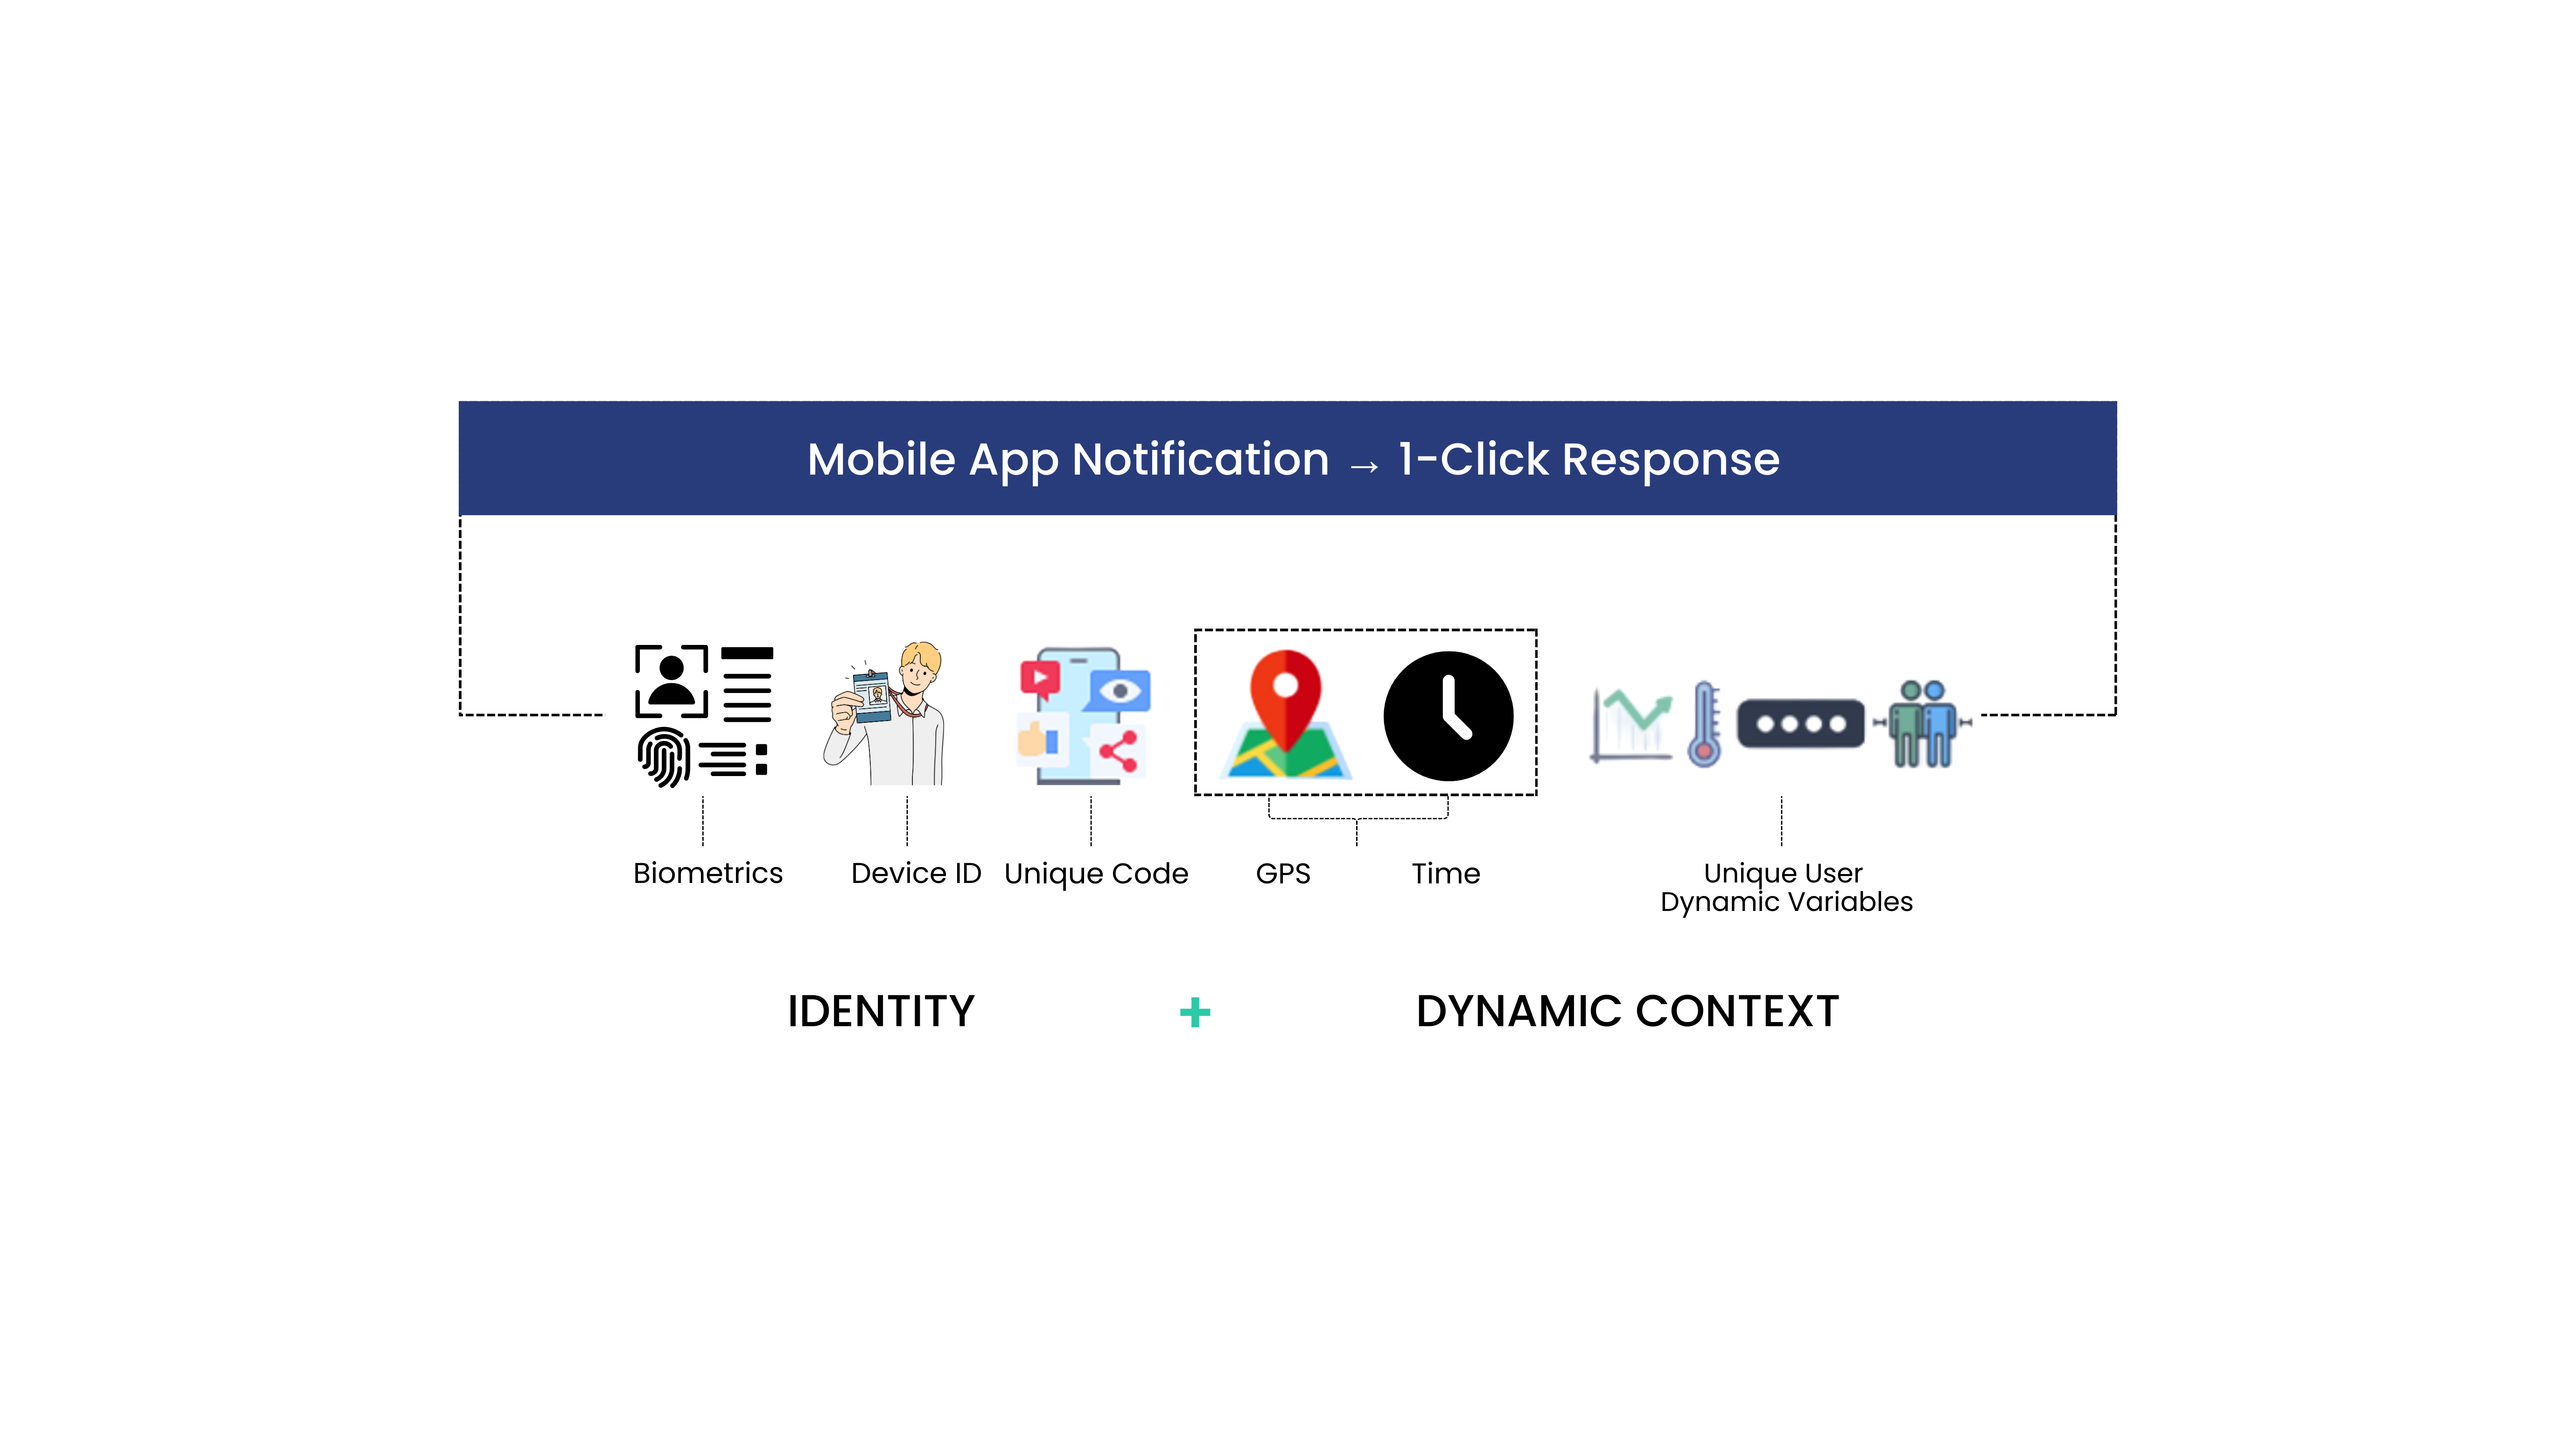 Mobile App Notification → 1-Click Response
Biometrics
Device ID
Unique Code
GPS
Time
Unique User
Dynamic Variables
IDENTITY
+
DYNAMIC CONTEXT